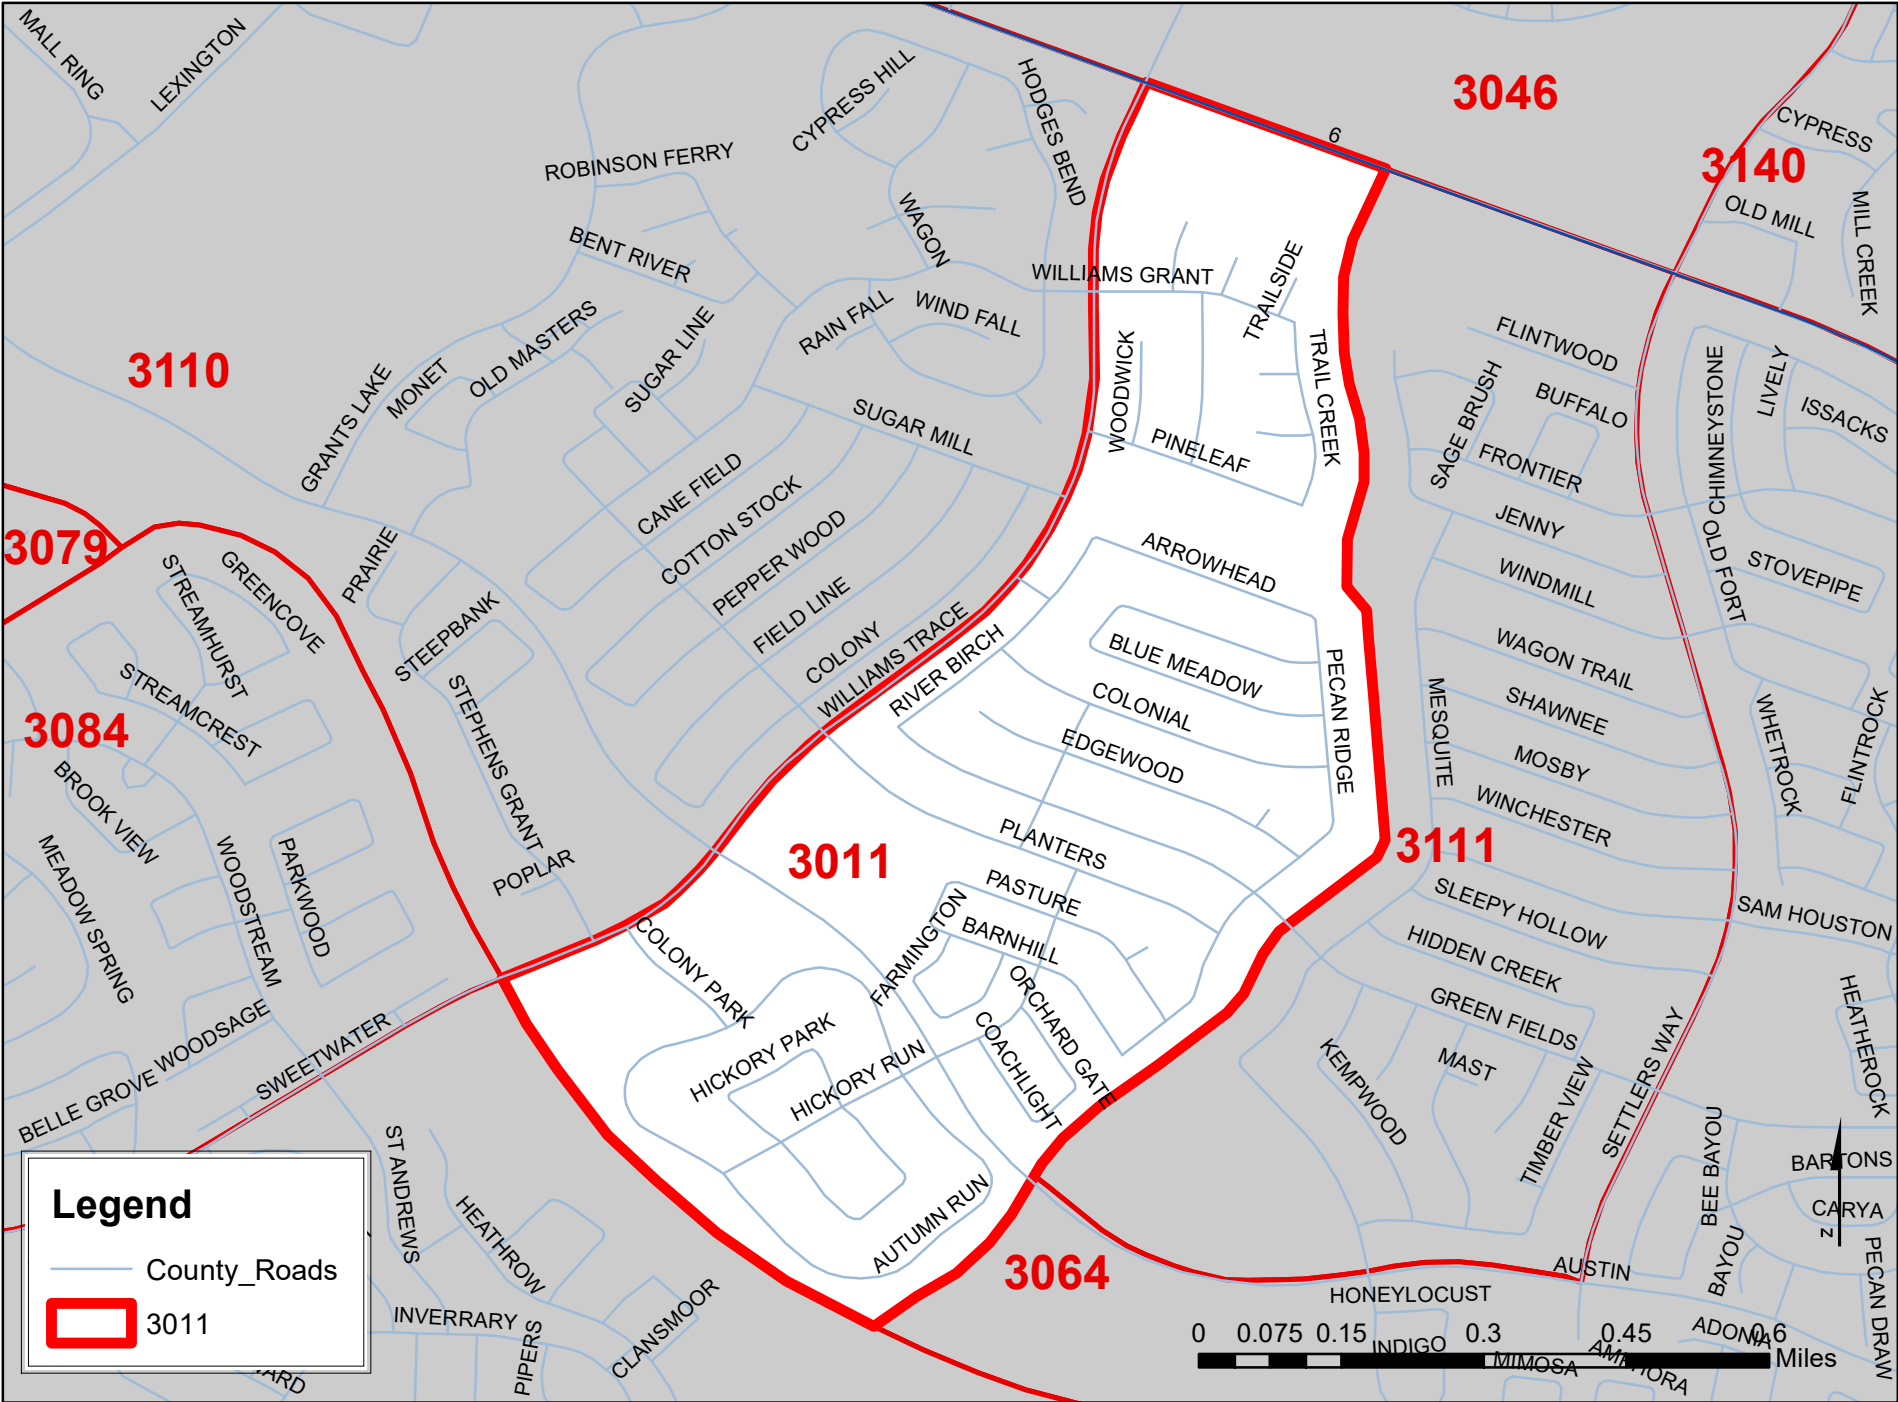 MALL RING
LEXINGTON
CYPRESS HILL
HODGES BEND
3046
6
CYPRESS
3140
ROBINSON FERRY
WAGON
OLD MILL
MILL CREEK
BENT RIVER
WILLIAMS GRANT
TRAILSIDE
RAIN FALL
WIND FALL
OLD MASTERS
SUGAR LINE
WOODWICK
TRAIL CREEK
FLINTWOOD
OLD CHIMNEYSTONE
LIVELY
3110
GRANTS LAKE
MONET
SAGE BRUSH
BUFFALO
ISSACKS
SUGAR MILL
PINELEAF
FRONTIER
CANE FIELD
COTTON STOCK
JENNY
3079
PRAIRIE
PEPPER WOOD
ARROWHEAD
OLD FORT
STOVEPIPE
STREAMHURST
GREENCOVE
FIELD LINE
WINDMILL
STEEPBANK
COLONY
WILLIAMS TRACE
RIVER BIRCH
BLUE MEADOW
PECAN RIDGE
WAGON TRAIL
STREAMCREST
STEPHENS GRANT
COLONIAL
MESQUITE
SHAWNEE
WHETROCK
FLINTROCK
3084
EDGEWOOD
MOSBY
BROOK VIEW
WINCHESTER
MEADOW SPRING
WOODSTREAM
PARKWOOD
POPLAR
3011
PLANTERS
3111
PASTURE
SLEEPY HOLLOW
SAM HOUSTON
COLONY PARK
FARMINGTON
BARNHILL
HIDDEN CREEK
ORCHARD GATE
GREEN FIELDS
HEATHEROCK
BELLE GROVE
WOODSAGE
SWEETWATER
HICKORY PARK
HICKORY RUN
COACHLIGHT
KEMPWOOD
MAST
TIMBER VIEW
SETTLERS WAY
BEE BAYOU
BARTONS
ST ANDREWS
HEATHROW
AUTUMN RUN
CARYA
N
BAYOU
PECAN DRAW
3064
AUSTIN
HONEYLOCUST
INVERRARY
PIPERS
CLANSMOOR
INDIGO
MIMOSA
AMPHORA
ADONIA
Legend
County_Roads
3011
0 0.075 0.15 0.3 0.45 0.6
Miles